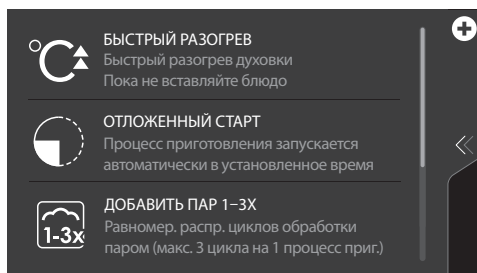 БЫСТРЫЙ РАЗОГРЕВ
Быстрый разогрев духовки
Пока не вставляйте блюдо
ОТЛОЖЕННЫЙ СТАРТ
Процесс приготовления запускается
автоматически в установленное время
ДОБАВИТЬ ПАР 1–3X
1-3x
Равномер. распр. циклов обработки
паром (макс. 3 цикла на 1 процесс приг.)